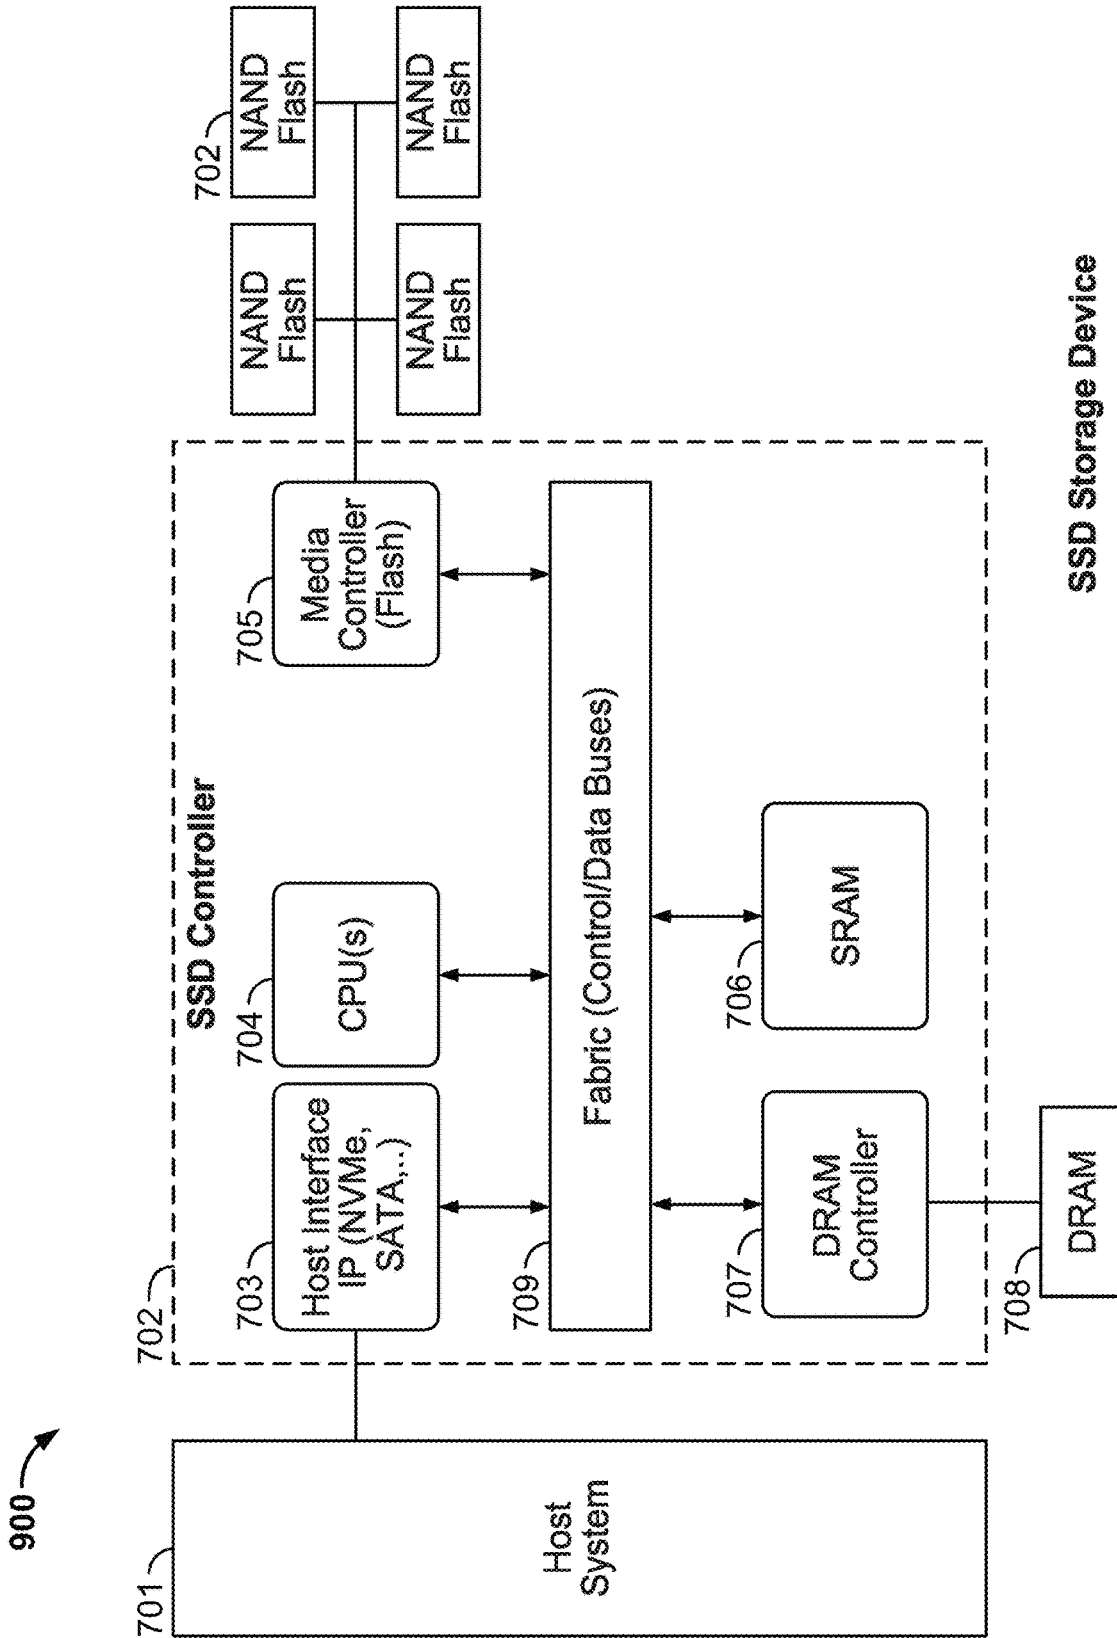 900
701
Host
System
702
SSD Controller
703
Host Interface
IP (NVMe,
SATA,..)
704
CPU(s)
705
Media
Controller
(Flash)
709
Fabric (Control/Data Buses)
707
DRAM
Controller
706
SRAM
708
DRAM
NAND
Flash
702
NAND
Flash
NAND
Flash
NAND
Flash
SSD Storage Device